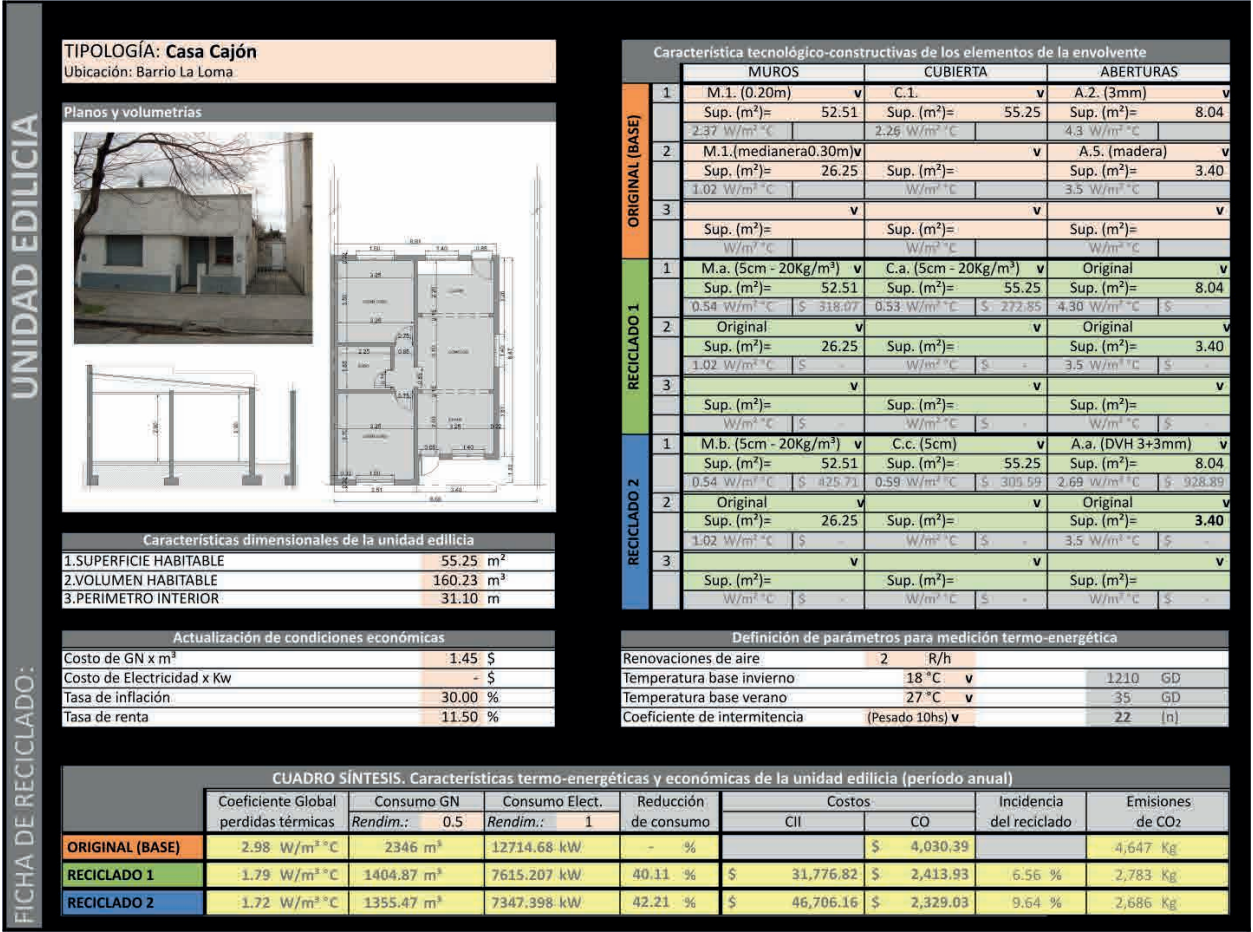 FICHA DE RECICLADO: UNIDAD EDILICIA
TIPOLOGÍA: Casa Cajón
Ubicación: Barrio La Loma
Planos y volumetrías
Características dimensionales de la unidad edilicia
1.SUPERFICIE HABITABLE 55.25 m²
2.VOLUMEN HABITABLE 160.23 m³
3.PERIMETRO INTERIOR 31.10 m
Actualización de condiciones económicas
Costo de GN x m³ 1.45 $
Costo de Electricidad x Kw - $
Tasa de inflación 30.00 %
Tasa de renta 11.50 %
Característica tecnológico-constructivas de los elementos de la envolvente
MUROS CUBIERTA ABERTURAS
ORIGINAL (BASE)
1 M.1. (0.20m) v C.1. v A.2. (3mm) v
Sup. (m²)= 52.51 Sup. (m²)= 55.25 Sup. (m²)= 8.04
2.37 W/m² °C 2.26 W/m² °C 4.3 W/m² °C
2 M.1.(medianera0.30m)v v A.5. (madera) v
Sup. (m²)= 26.25 Sup. (m²)= Sup. (m²)= 3.40
1.02 W/m² °C W/m² °C 3.5 W/m² °C
3 v v v
Sup. (m²)= Sup. (m²)= Sup. (m²)=
W/m² °C W/m² °C W/m² °C
RECICLADO 1
1 M.a. (5cm - 20Kg/m³) v C.a. (5cm - 20Kg/m³) v Original v
Sup. (m²)= 52.51 Sup. (m²)= 55.25 Sup. (m²)= 8.04
0.54 W/m² °C $ 318.07 0.53 W/m² °C $ 272.85 4.30 W/m² °C $ -
2 Original v v Original v
Sup. (m²)= 26.25 Sup. (m²)= Sup. (m²)= 3.40
1.02 W/m² °C $ - W/m² °C $ - 3.5 W/m² °C $ -
3 v v v
Sup. (m²)= Sup. (m²)= Sup. (m²)=
W/m² °C $ - W/m² °C $ - W/m² °C $ -
RECICLADO 2
1 M.b. (5cm - 20Kg/m³) v C.c. (5cm) v A.a. (DVH 3+3mm) v
Sup. (m²)= 52.51 Sup. (m²)= 55.25 Sup. (m²)= 8.04
0.54 W/m² °C $ 425.71 0.59 W/m² °C $ 305.59 2.69 W/m² °C $ 928.89
2 Original v v Original v
Sup. (m²)= 26.25 Sup. (m²)= Sup. (m²)= 3.40
1.02 W/m² °C $ - W/m² °C $ - 3.5 W/m² °C $ -
3 v v v
Sup. (m²)= Sup. (m²)= Sup. (m²)=
W/m² °C $ - W/m² °C $ - W/m² °C $ -
Definición de parámetros para medición termo-energética
Renovaciones de aire 2 R/h
Temperatura base invierno 18 °C v 1210 GD
Temperatura base verano 27 °C v 35 GD
Coeficiente de intermitencia (Pesado 10hs) v 22 (n)
CUADRO SÍNTESIS. Características termo-energéticas y económicas de la unidad edilicia (período anual)
Coeficiente Global Consumo GN Consumo Elect. Reducción Costos Incidencia Emisiones
perdidas térmicas Rendim.: 0.5 Rendim.: 1 de consumo CII CO del reciclado de CO2
ORIGINAL (BASE) 2.98 W/m³ °C 2346 m³ 12714.68 kW - % $ 4,030.39 4,647 Kg
RECICLADO 1 1.79 W/m³ °C 1404.87 m³ 7615.207 kW 40.11 % $ 31,776.82 $ 2,413.93 6.56 % 2,783 Kg
RECICLADO 2 1.72 W/m³ °C 1355.47 m³ 7347.398 kW 42.21 % $ 46,706.16 $ 2,329.03 9.64 % 2,686 Kg